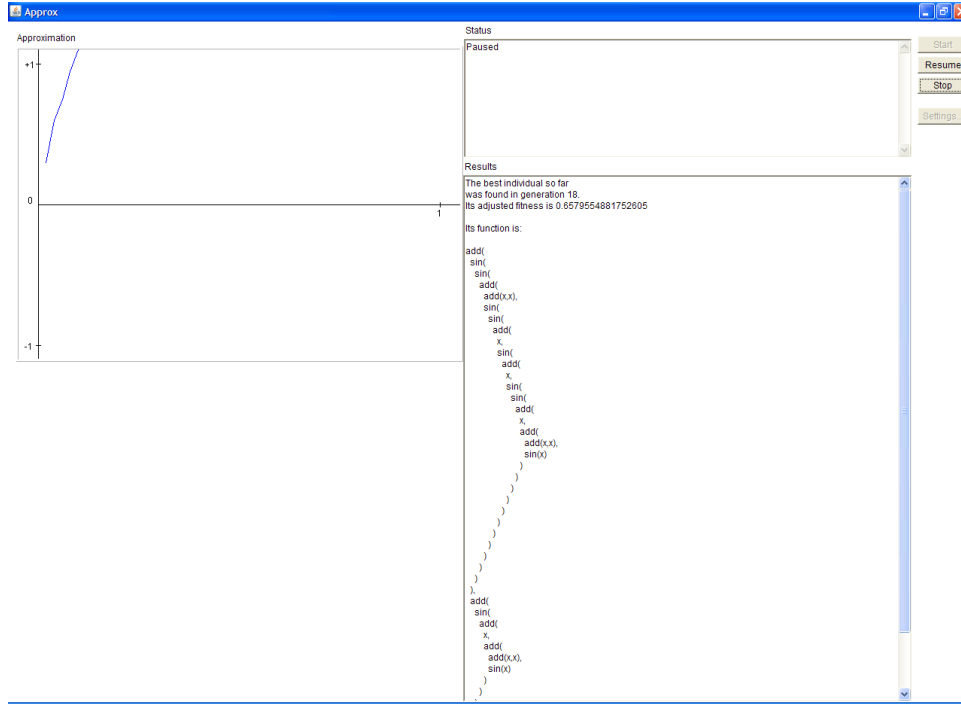 Approx
Approximation
+1
0
1
-1
Status
Paused
Start
Resume
Stop
Settings...
Results
The best individual so far
was found in generation 18.
Its adjusted fitness is 0.6579554881752605
Its function is:
add(
sin(
sin(
add(
add(x,x),
sin(
sin(
add(
x,
sin(
add(
x,
sin(
sin(
add(
x,
add(
add(x,x),
sin(x)
)
)
)
)
)
)
)
)
)
)
)
),
add(
sin(
add(
x,
add(
add(x,x),
sin(x)
)
)